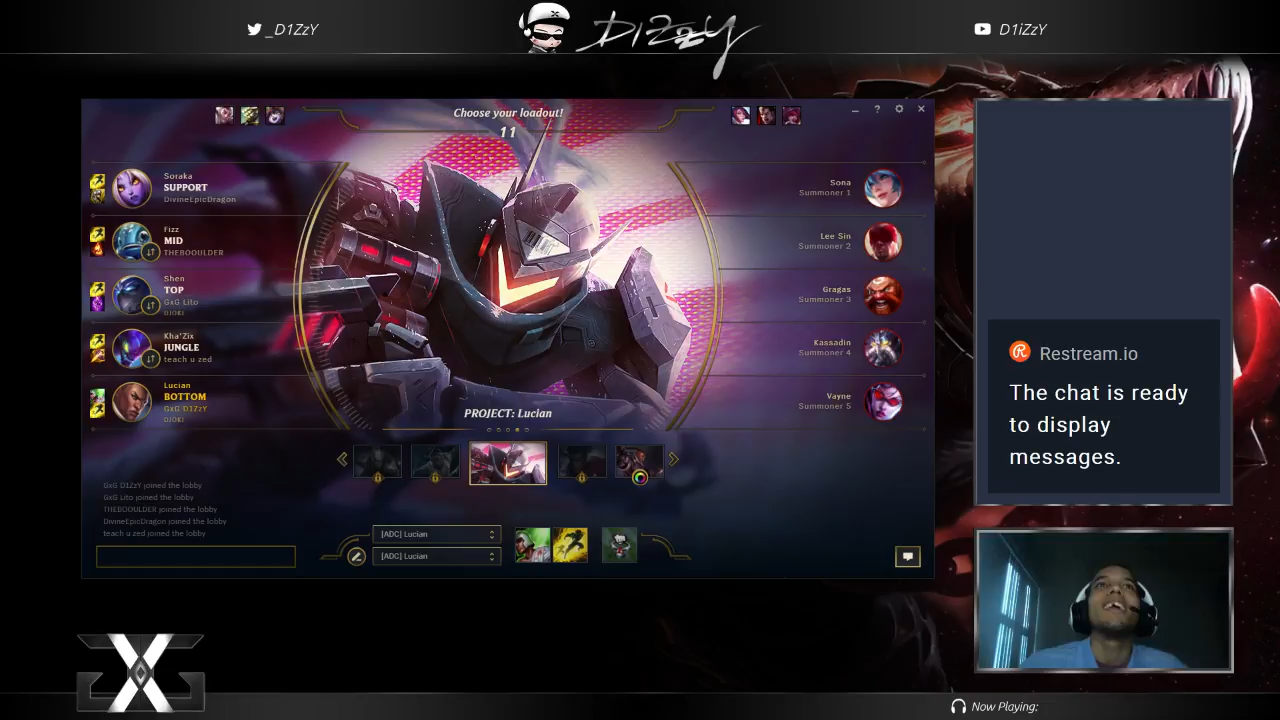 _D1ZzY
D1ZzY
D1iZzY
Choose your loadout!
11
Soraka
SUPPORT
DivineEpicDragon
Fizz
MID
THEBOOULDER
Shen
TOP
GxG Lito
DJOKI
Kha'Zix
JUNGLE
teach u zed
Lucian
BOTTOM
GxG D1ZzY
DJOKI
?
Sona
Summoner 1
Lee Sin
Summoner 2
Gragas
Summoner 3
Kassadin
Summoner 4
Vayne
Summoner 5
PROJECT: Lucian
GxG D1ZzY joined the lobby
GxG Lito joined the lobby
THEBOOULDER joined the lobby
DivineEpicDragon joined the lobby
teach u zed joined the lobby
[ADC] Lucian
[ADC] Lucian
Restream.io
The chat is ready
to display
messages.
Now Playing: